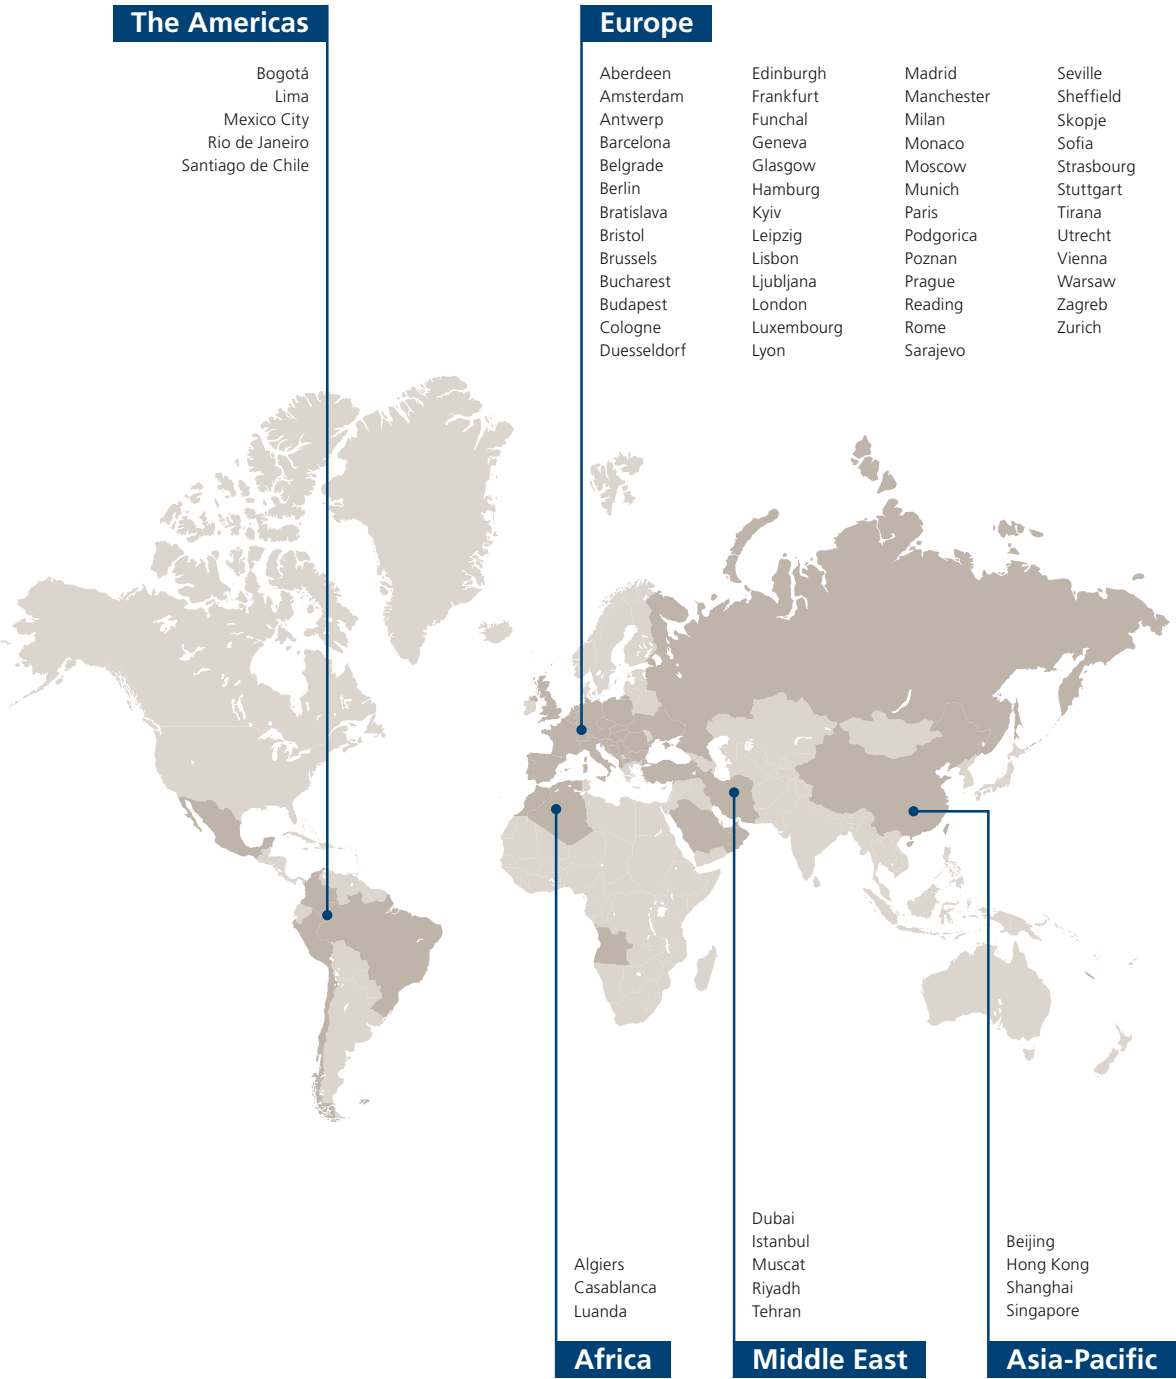 The Americas
Bogotá
Lima
Mexico City
Rio de Janeiro
Santiago de Chile
Europe
Aberdeen
Amsterdam
Antwerp
Barcelona
Belgrade
Berlin
Bratislava
Bristol
Brussels
Bucharest
Budapest
Cologne
Duesseldorf
Edinburgh
Frankfurt
Funchal
Geneva
Glasgow
Hamburg
Kyiv
Leipzig
Lisbon
Ljubljana
London
Luxembourg
Lyon
Madrid
Manchester
Milan
Monaco
Moscow
Munich
Paris
Podgorica
Poznan
Prague
Reading
Rome
Sarajevo
Seville
Sheffield
Skopje
Sofia
Strasbourg
Stuttgart
Tirana
Utrecht
Vienna
Warsaw
Zagreb
Zurich
Algiers
Casablanca
Luanda
Africa
Dubai
Istanbul
Muscat
Riyadh
Tehran
Middle East
Beijing
Hong Kong
Shanghai
Singapore
Asia-Pacific